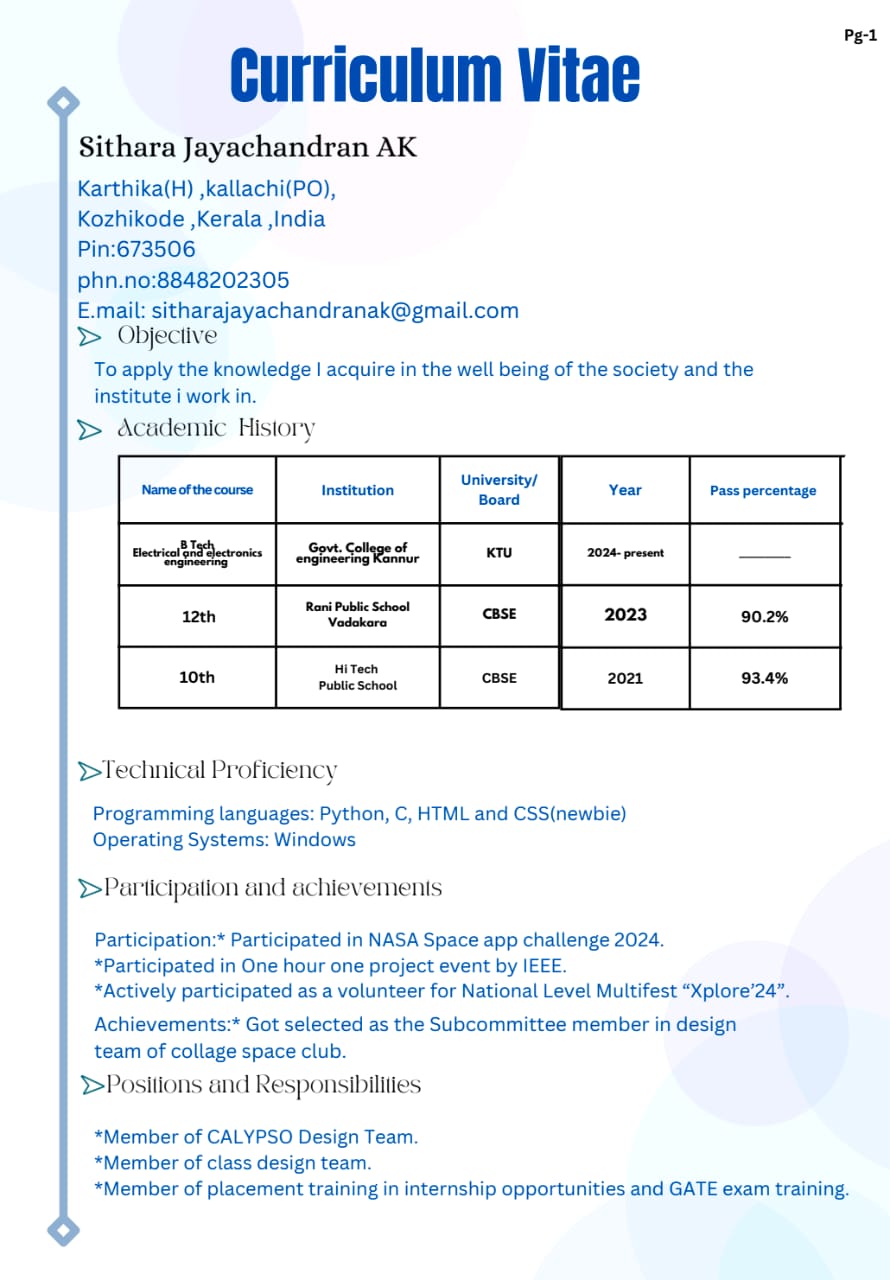 Pg-1
Curriculum Vitae
Sithara Jayachandran AK
Karthika(H) ,kallachi(PO),
Kozhikode ,Kerala ,India
Pin:673506
phn.no:8848202305
E.mail: sitharajayachandranak@gmail.com
Objective
To apply the knowledge I acquire in the well being of the society and the
institute i work in.
Academic History
Name of the course Institution University/ Board Year Pass percentage
B Tech Electrical and electronics engineering Govt. College of engineering Kannur KTU 2024- present
12th Rani Public School Vadakara CBSE 2023 90.2%
10th Hi Tech Public School CBSE 2021 93.4%
Technical Proficiency
Programming languages: Python, C, HTML and CSS(newbie)
Operating Systems: Windows
Participation and achievements
Participation:* Participated in NASA Space app challenge 2024.
*Participated in One hour one project event by IEEE.
*Actively participated as a volunteer for National Level Multifest “Xplore’24”.
Achievements:* Got selected as the Subcommittee member in design
team of collage space club.
Positions and Responsibilities
*Member of CALYPSO Design Team.
*Member of class design team.
*Member of placement training in internship opportunities and GATE exam training.